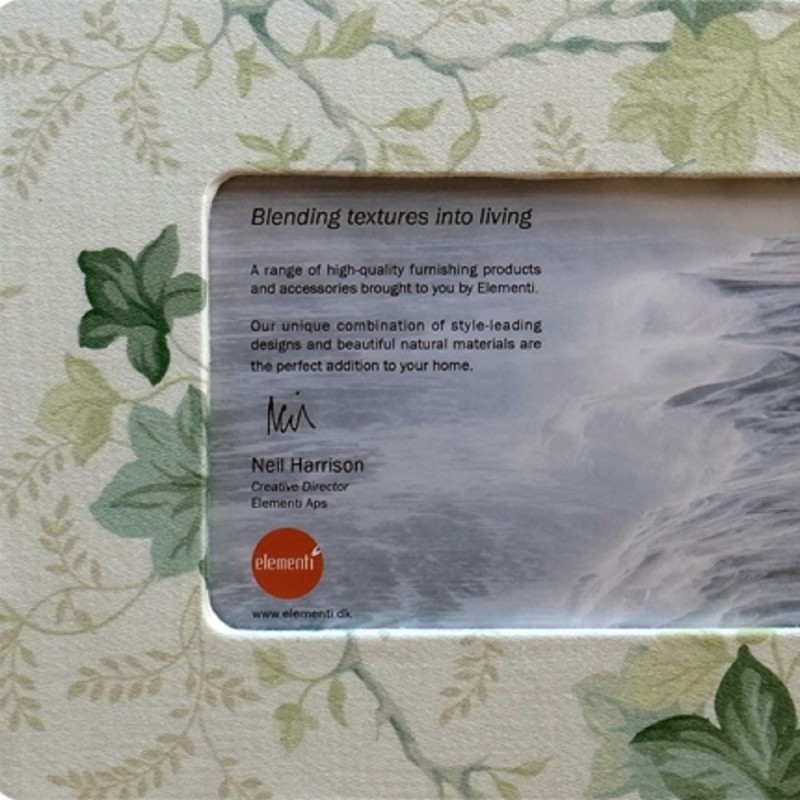 Blending textures into living
A range of high-quality furnishing products
and accessories brought to you by Elementi.
Our unique combination of style-leading
designs and beautiful natural materials are
the perfect addition to your home.
Neil
Neil Harrison
Creative Director
Elementi Aps
elementi
www.elementi.dk